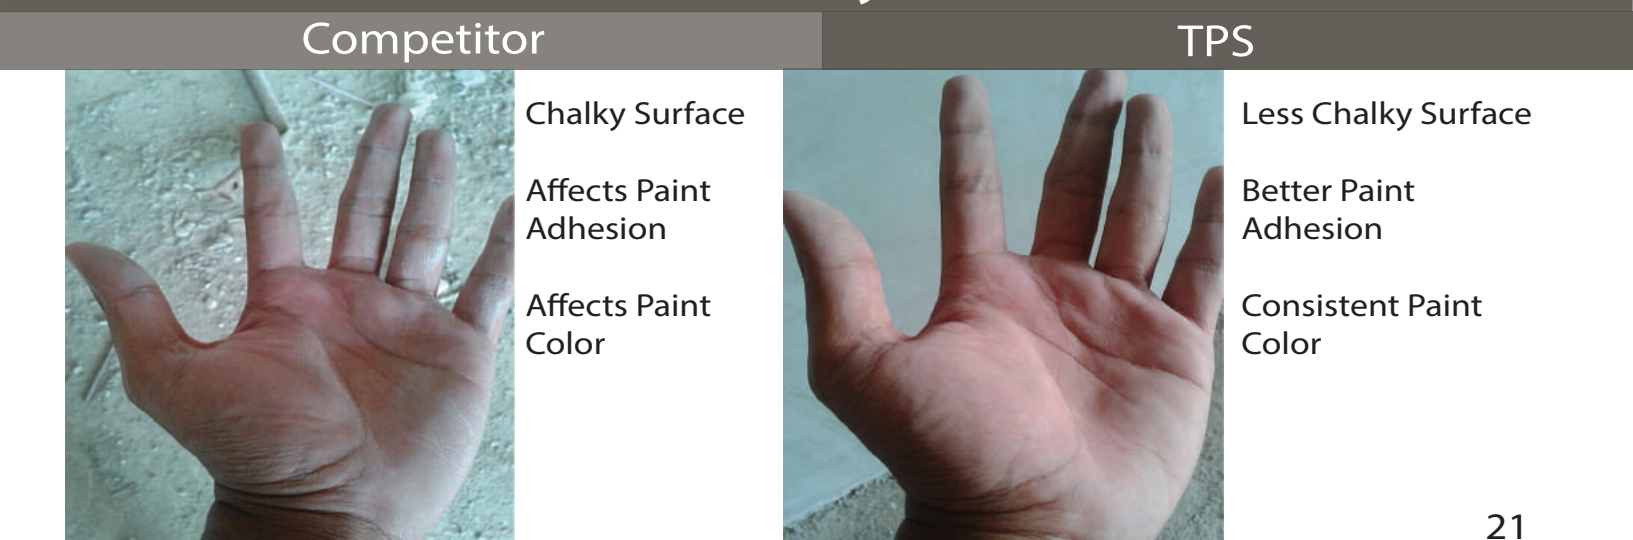 Competitor
TPS
Chalky Surface
Affects Paint
Adhesion
Affects Paint
Color
Less Chalky Surface
Better Paint
Adhesion
Consistent Paint
Color
21